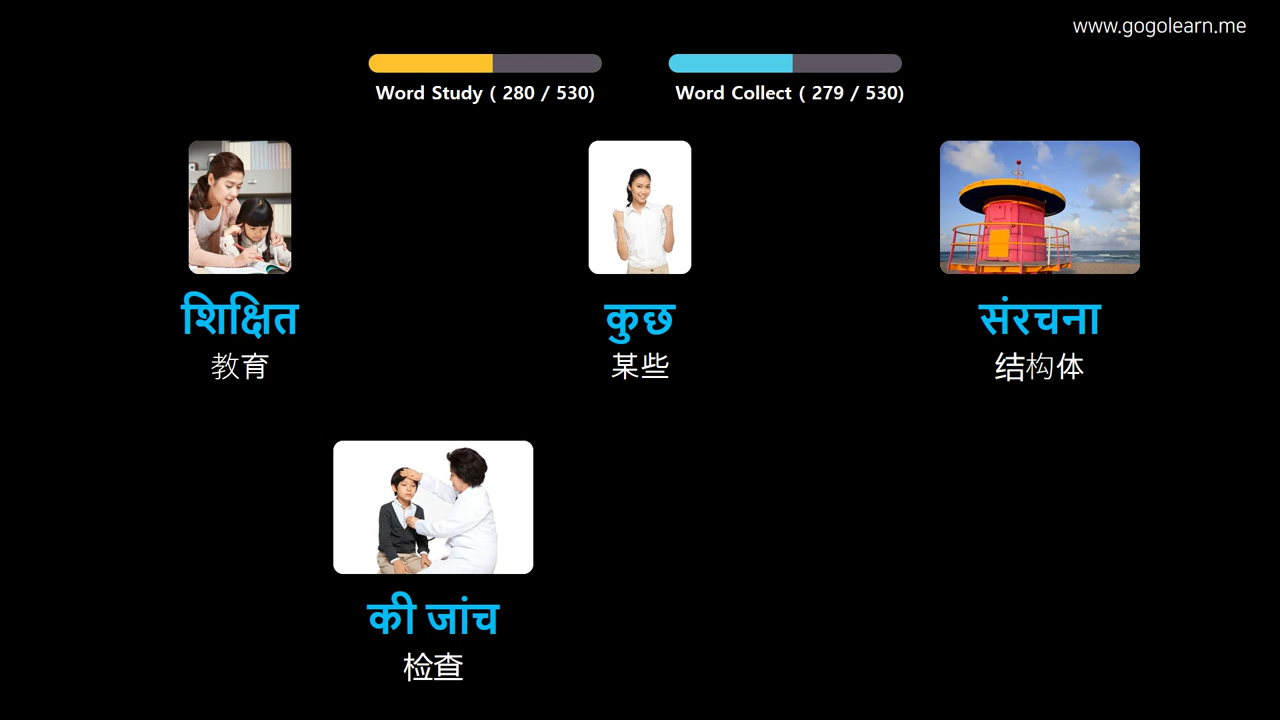 www.gogolearn.me
Word Study ( 280 / 530)
Word Collect ( 279 / 530)
शिक्षित
教育
कुछ
某些
संरचना
结构体
की जांच
检查